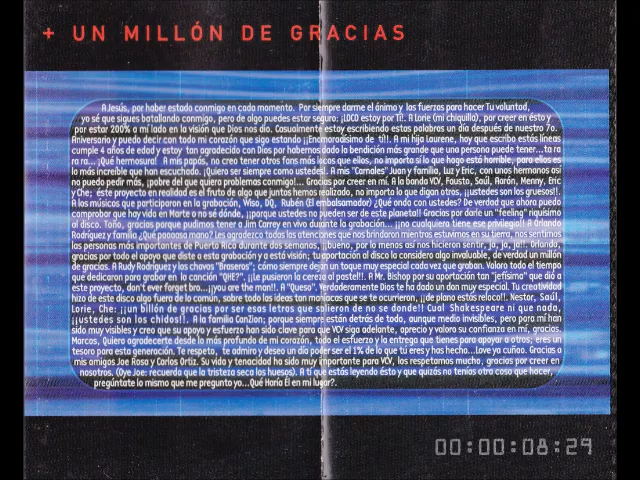 + UN MILLÓN DE GRACIAS
A Jesús, por haber estado conmigo en cada momento. Por siempre darme el ánimo y las fuerzas para hacer Tu voluntad,
yo sé que sigues batallando conmigo, pero de algo puedes estar seguro: ¡LOCO estoy por Ti!. A Lorie (mi chiquillo), por creer en ésto y
por estar 200% a mi lado en la visión que Dios nos dio. Casualmente estoy escribiendo estas palabras un día después de nuestro 7o.
Aniversario y puedo decir con todo mi corazón que sigo estando ¡¡Enamoradísimo de ti!!. A mi hija Laurene, hoy que escribo estás líneas
cumple 4 años de edad y estoy tan agradecido con Dios por habernos dado la bendición más grande que una persona puede tener...ta ra
ra ra... ¡Qué hermosura! A mis papás, no creo tener otros fans más locos que ellos, no importa sí lo que hago está horrible, para ellos es
lo más increíble que han escuchado. ¡Quiero ser siempre como ustedes!. A mis "Carnales" Juan y familia, Luz y Eric, con unos hermanos así
no puedo pedir más, ¡pobre del que quiera problemas conmigo!... Gracias por creer en mí. A la banda VCV, Fausto, Saúl, Aarón, Menny, Eric
y Che; éste proyecto en realidad es el fruto de algo que juntos hemos realizado, no importa lo que digan otros, ¡¡ustedes son los gruesos!!.
A los músicos que participaron en la grabación, Wiso, DQ, Rubén (El embalsamador) ¿Qué onda con ustedes? De verdad que ahora puedo
comprobar que hay vida en Marte o no sé dónde, ¡¡porque ustedes no pueden ser de este planeta!! Gracias por darle un "feeling" riquísimo
al disco. Toño, gracias porque pudimos tener a Jim Carrey en vivo durante la grabación... ¡¡no cualquiera tiene ese privilegio!! A Orlando
Rodríguez y familia ¿Que paooosa mano? Les agradezco todas las atenciones que nos brindaron mientras estuvimos en su tierra, nos sentimos
las personas más importantes de Puerto Rico durante dos semanas, ¡¡bueno, por lo menos así nos hicieron sentir, ja, ja, ja!!. Orlando,
gracias por todo el apoyo que diste a esta grabación y a está visión; tu aportación al disco la considero algo invaluable, de verdad un millón
de gracias. A Rudy Rodríguez y las chavos "Broseros"; cómo siempre dejan un toque muy especial cada vez que graban. Valoro todo el tiempo
que dedicaron para grabar en la canción "QHE?". ¡¡Le pusieron la cereza al pastel!!. A Mr. Bishop por su aportación tan "jefísima" que dió a
este proyecto, don't ever forget bro...¡¡you are the man!!. A "Queso". Verdaderamente Dios te ha dado un don muy especial. Tu creatividad
hizo de este disco algo fuera de lo común, sobre todo las ideas tan maniacas que se te ocurrieron, ¡¡de plano estás reloco!!. Nestor, Saúl,
Lorie, Che: ¡¡un billón de gracias por ser esos letras que salieron de no se donde!! Cual Shakespeare ni que nada,
¡¡ustedes son los chidos!!. A la familia CanZion; porque siempre están detrás de todo, aunque medio invisibles, pero para mí han
sido muy visibles y creo que su apoyo y esfuerzo han sido clave para que VCV siga adelante, aprecio y valoro su confianza en mí, gracias.
Marcos, Quiero agradecerte desde lo más profundo de mi corazón, todo el esfuerzo y la entrega que tienes para apoyar a otros; eres un
tesoro para esta generación. Te respeto, te admiro y deseo un día poder ser el 1% de lo que tú eres y has hecho...Love ya cuñao. Gracias a
mis amigos Joe Rosa y Carlos Ortiz. Su vida y tenacidad ha sido muy importante para VCV, los respetamos mucho, gracias por creer en
nosotros. (Oye Joe: recuerda que la tristeza seca los huesos). A tí que estás leyendo ésto y que quizás no tenías otra cosa que hacer,
pregúntate lo mismo que me pregunto yo...Qué Haría Él en mi lugar?.
00:00:08:29